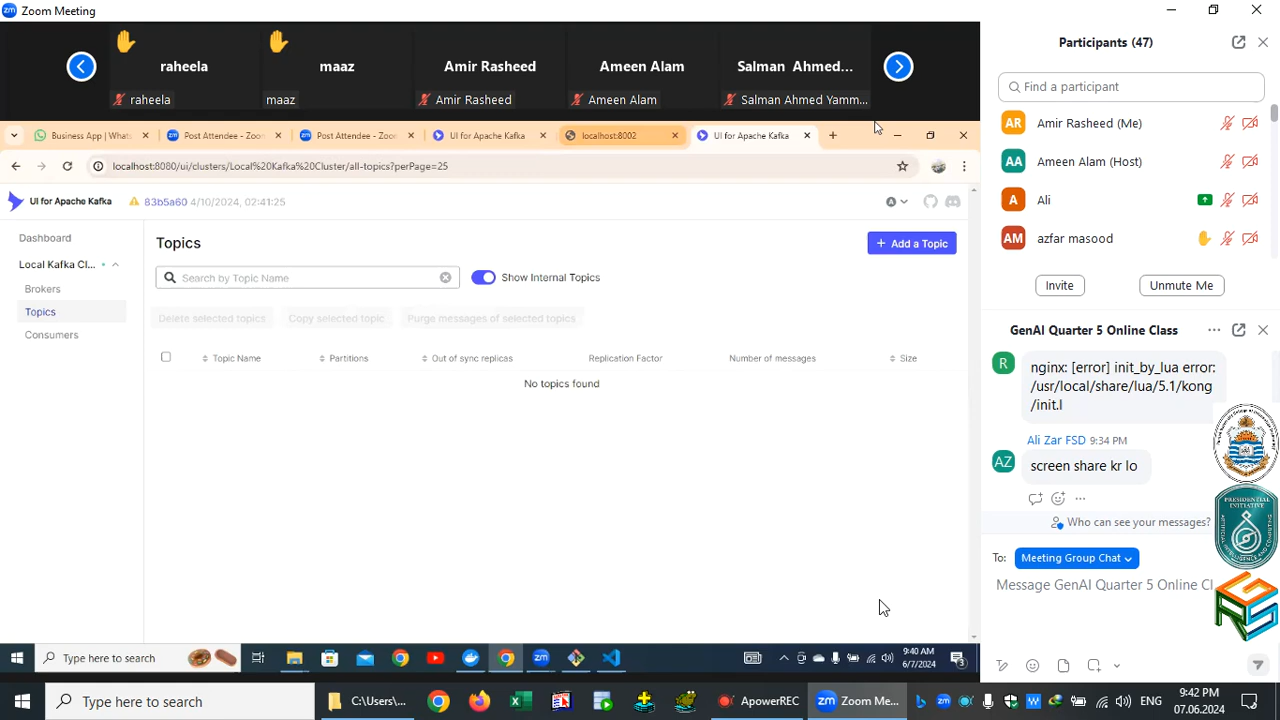 Zoom Meeting
raheela
maaz
Amir Rasheed
Ameen Alam
Salman Ahmed...
raheela
maaz
Amir Rasheed
Ameen Alam
Salman Ahmed Yamm...
Business App | Wha
Post Attendee - Zoo
Post Attendee - Zoo
UI for Apache Kafka
localhost:8002
UI for Apache Kafka
localhost:8080/ui/clusters/Local%20Kafka%20Cluster/all-topics?perPage=25
UI for Apache Kafka
83b5a60 4/10/2024, 02:41:25
A
Dashboard
Local Kafka Cl...
Brokers
Topics
Consumers
Topics
+ Add a Topic
Search by Topic Name
Show Internal Topics
Delete selected topics
Copy selected topic
Purge messages of selected topics
Topic Name
Partitions
Out of sync replicas
Replication Factor
Number of messages
Size
No topics found
Type here to search
9:40 AM
6/7/2024
3
Participants (47)
Find a participant
AR Amir Rasheed (Me)
AA Ameen Alam (Host)
A Ali
AM azfar masood
Invite
Unmute Me
GenAI Quarter 5 Online Class
R
nginx: [error] init_by_lua error:
/usr/local/share/lua/5.1/kong
/init.l
Ali Zar FSD 9:34 PM
AZ
screen share kr lo
Who can see your messages?
To: Meeting Group Chat
Message GenAI Quarter 5 Online Cl
PRESIDENTIAL
INITIATIVE
Type here to search
C:\Users\...
ApowerREC
Zoom Me...
ENG
9:42 PM
07.06.2024